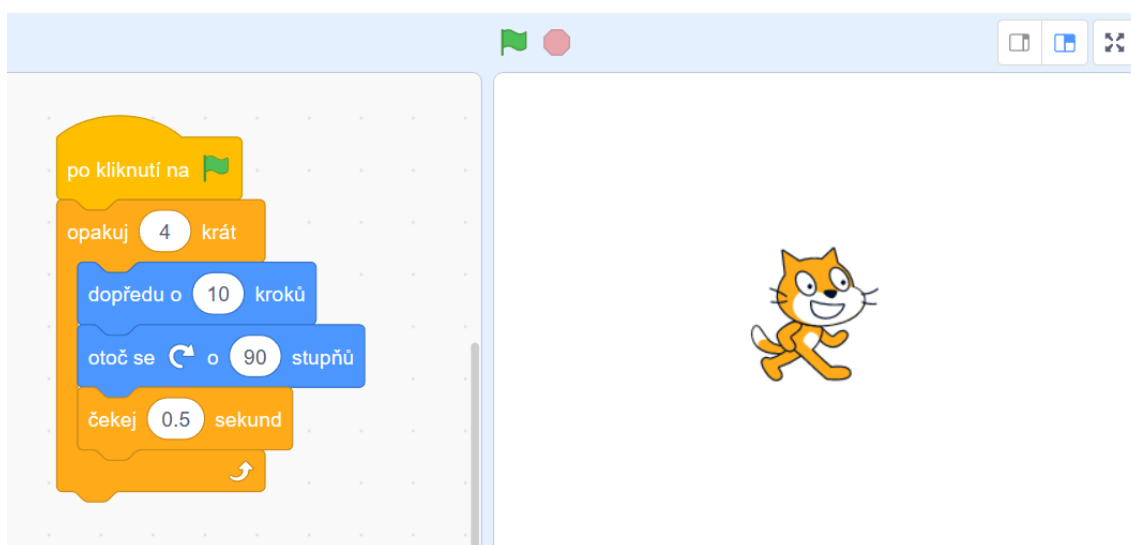 po kliknutí na
opakuj 4 krát
dopředu o 10 kroků
otoč se o 90 stupňů
čekej 0.5 sekund